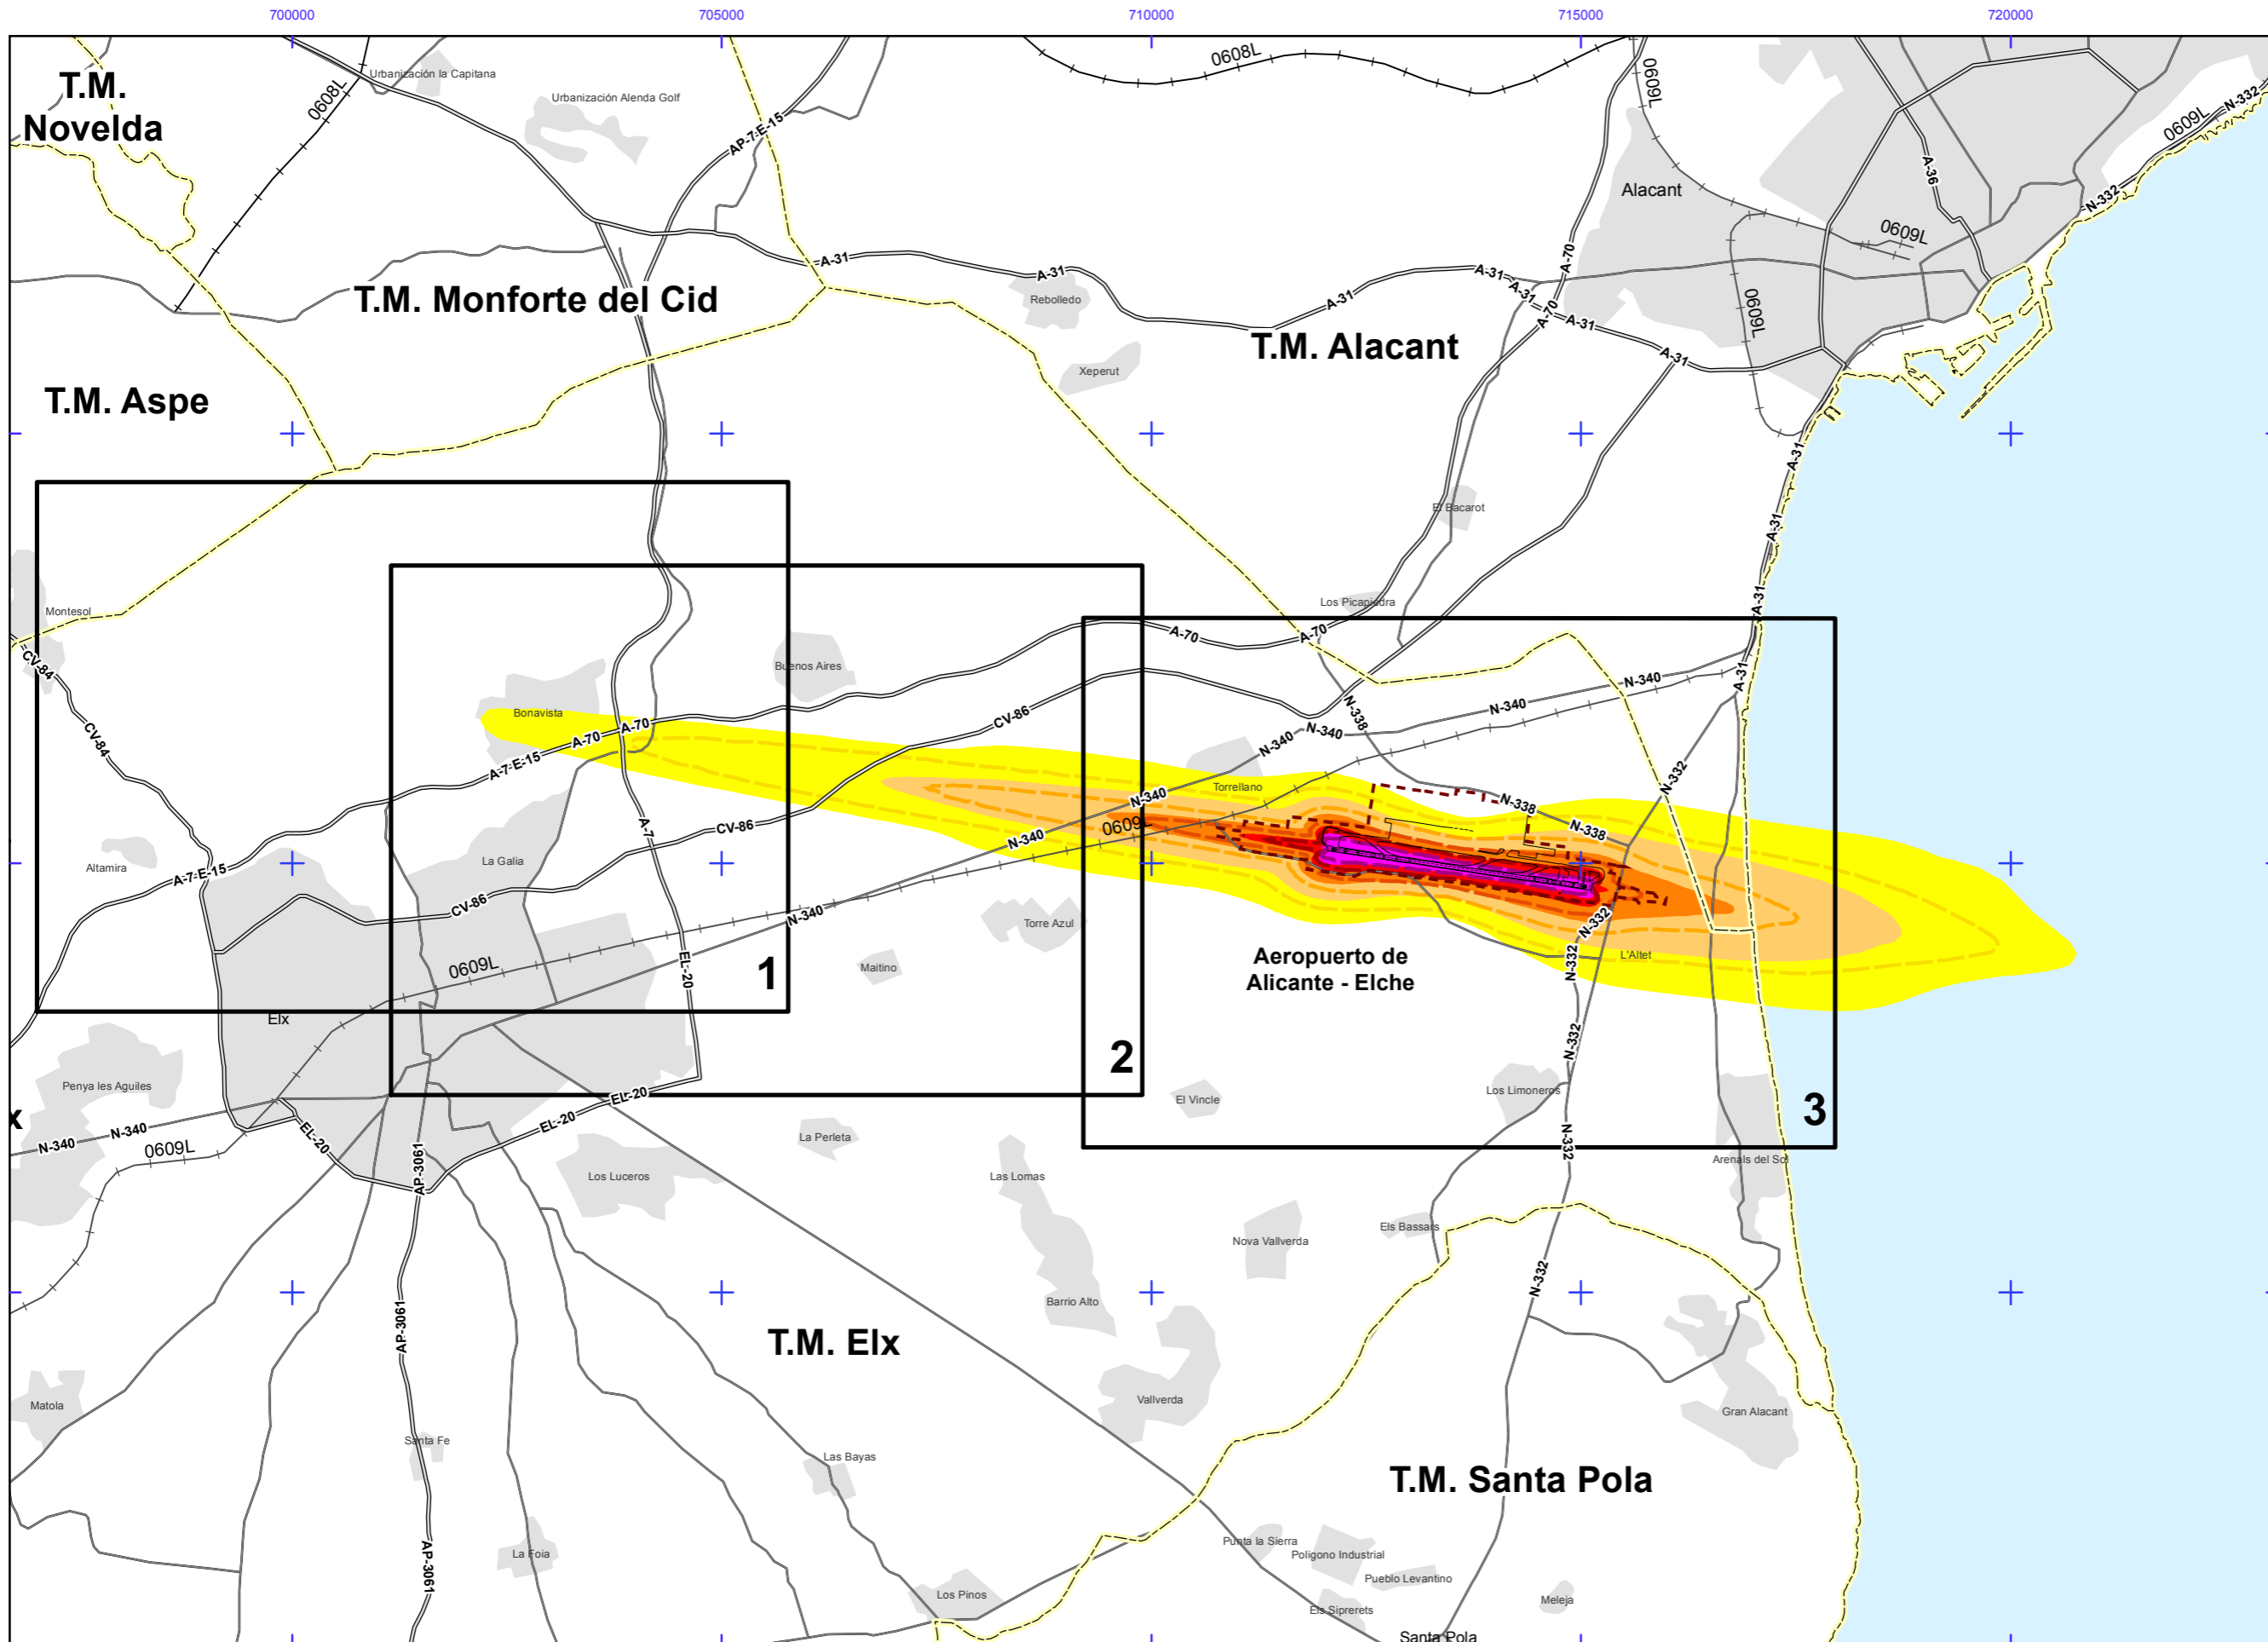 700000
705000
710000
715000
720000
T.M.
Novelda
Urbanización la Capitana
0608L
Urbanización Alenda Golf
AP-7-E-15
0608L
0609L
Alacant
A-36
N-332
0609L
N-332
0609L
0609L
A-70
A-31
A-31
A-31
A-31
A-31
A-31
A-31
A-70
T.M. Monforte del Cid
Rebolledo
T.M. Alacant
Xeperut
T.M. Aspe
A-31
A-31
A-31
A-31
El Bacarot
Los Picapiedra
Montesol
CV-84
CV-84
Buenos Aires
A-70
A-70
Bonavista
A-70
A-70
A-7-E-15
CV-86
N-338
N-340
N-340
N-340
N-340
N-332
Torrellano
N-340
0609L
N-338
N-338
A-7
CV-86
N-340
La Galia
Altamira
A-7-E-15
CV-86
N-340
Torre Azul
Maitino
0609L
EL-20
1
Elx
Aeropuerto de
Alicante - Elche
N-332
N-332
L'Altet
2
N-332
Penya les Aguiles
x
N-340
N-340
0609L
EL-20
EL-20
EL-20
AP-3061
El Vincle
Los Limoneros
3
La Perleta
N-332
Arenals del Sol
Los Luceros
Las Lomas
Els Bassars
Nova Vallverda
N-332
Barrio Alto
AP-3061
T.M. Elx
Vallverda
Matola
Gran Alacant
Santa Fe
Las Bayas
T.M. Santa Pola
AP-3061
La Foia
Punta la Sierra
Poligono Industrial
Pueblo Levantino
Los Pinos
Els Siprerets
Meleja
Santa Pola